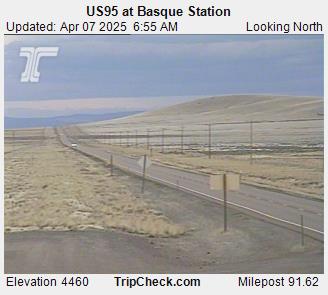 US95 at Basque Station
Updated: Apr 07 2025 6:55 AM Looking North
Elevation 4460 TripCheck.com Milepost 91.62